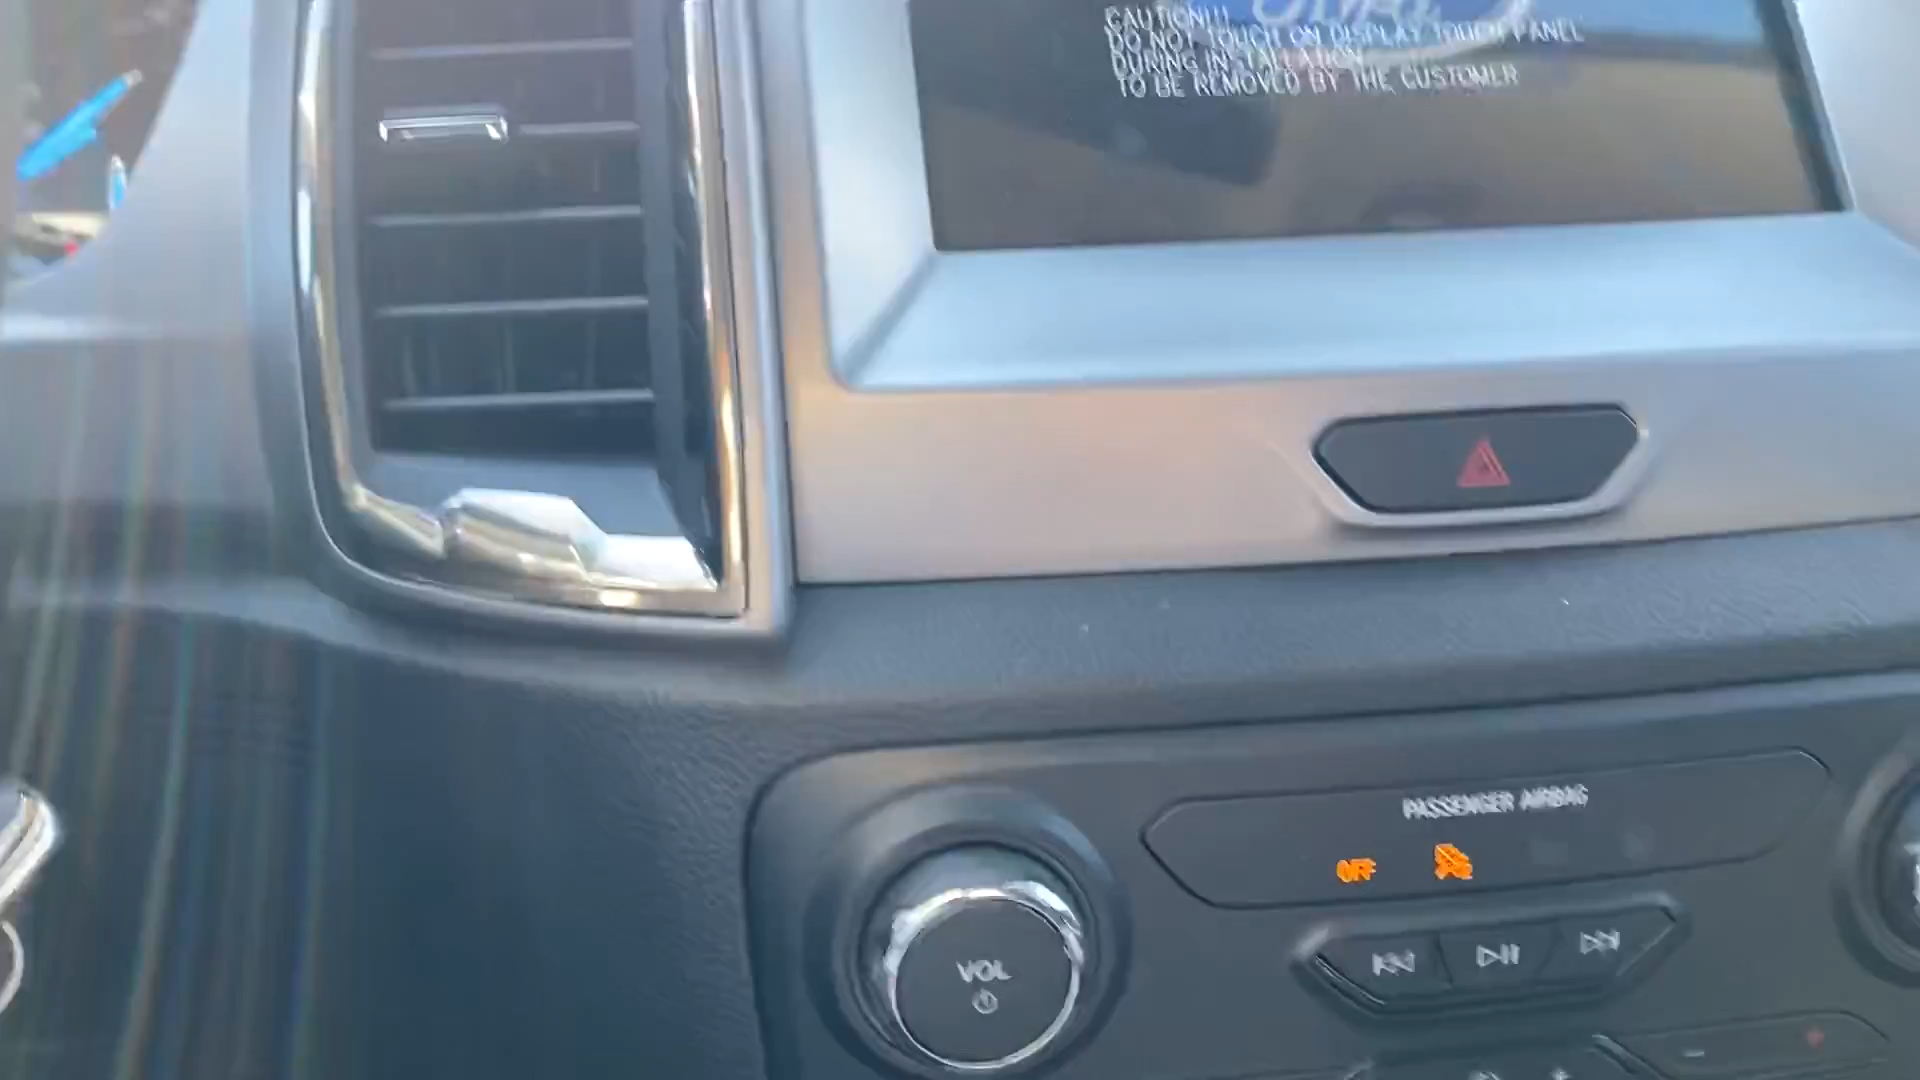 CAUTION!!!
DO NOT TOUCH ON DISPLAY TOUCH PANEL
DURING INSTALLATION
TO BE REMOVED BY THE CUSTOMER
PASSENGER AIRBAG
OFF
VOL